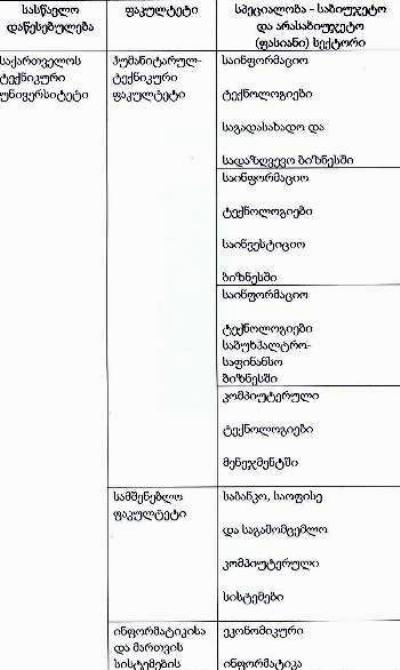 სასწავლო
დაწესებულება
ფაკულტეტი
სპეციალობა – საბიუჯეტო
და არასაბიუჯეტო
(ფასიანი) სექტორი
საქართველოს
ტექნიკური
უნივერსიტეტი
ჰუმანიტარულ-
ტექნიკური
ფაკულტეტი
საინფორმაციო
ტექნოლოგიები
საგადასახადო და
სადაზღვევო ბიზნესში
საინფორმაციო
ტექნოლოგიები
საინვესტიციო
ბიზნესში
საინფორმაციო
ტექნოლოგიები
საბუხჰალტრო-
საფინანსო
ბიზნესში
კომპიუტერული
ტექნოლოგიები
მენეჯმენტში
სამშენებლო
ფაკულტეტი
საბანკო, საოფისე
და საგამომცემლო
კომპიუტერული
სისტემები
ინფორმატიკისა
და მართვის
სისტემების
ეკონომიკური
ინფორმატიკა